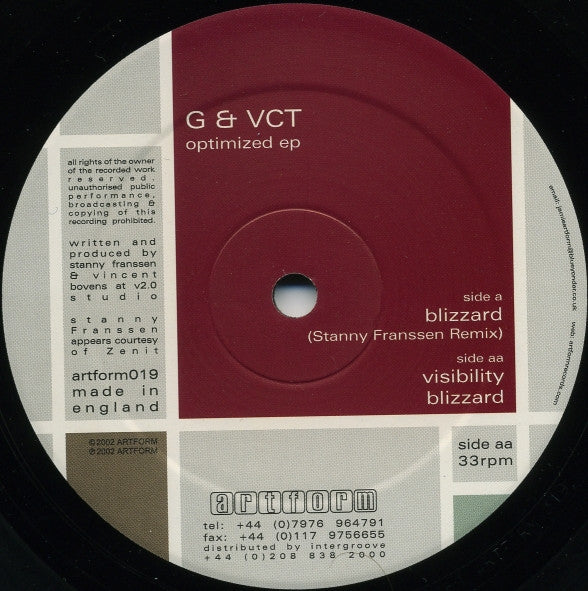 G & VCT
optimized ep
all rights of the owner
of the recorded work
reserved.
unauthorised public
performance,
broadcasting &
copying of this
recording prohibited.
written and
produced by
stanny franssen
& vincent
bovens at v2.0
studio
stanny
Franssen
appears courtesy
of Zenit
artform019
made in
england
©2002 ARTFORM
℗2002 ARTFORM
side a
blizzard
(Stanny Franssen Remix)
side aa
visibility
blizzard
side aa
33rpm
artform
tel: +44 (0)7976 964791
fax: +44 (0)117 9756655
distributed by intergroove
+44 (0)208 838 2000
web: artformrecords.com